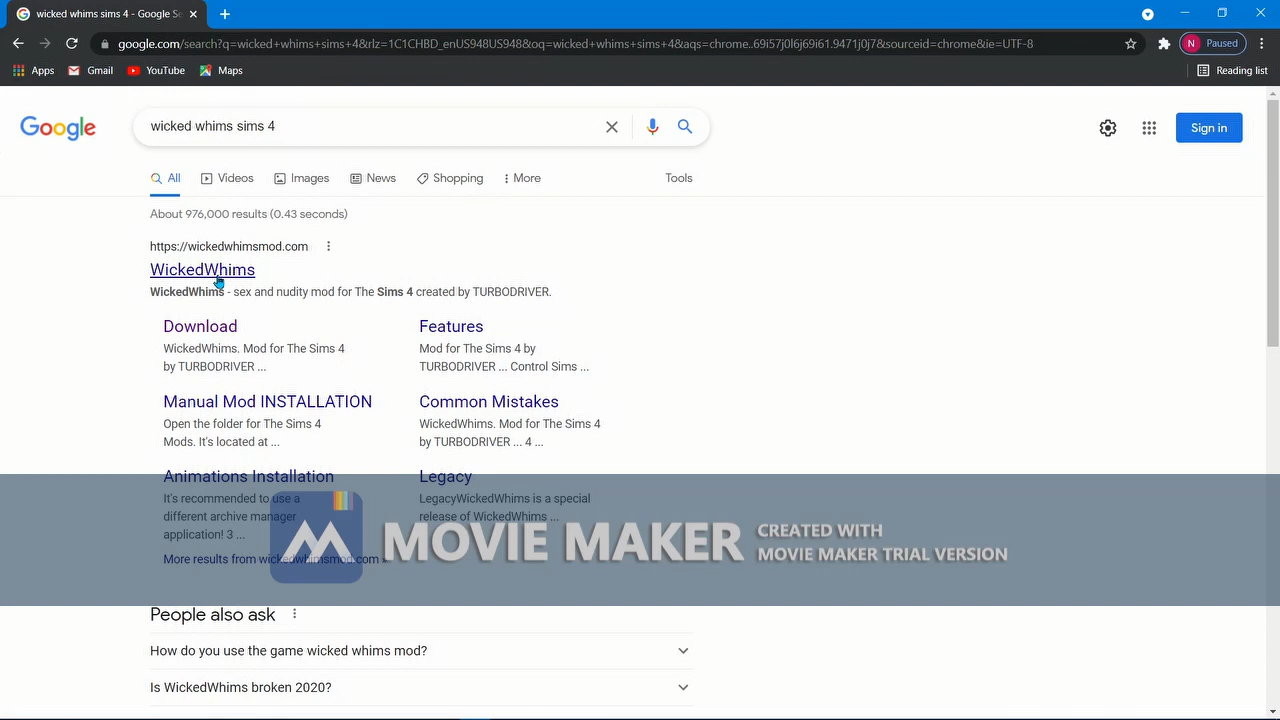 wicked whims sims 4 - Google Se
google.com/search?q=wicked+whims+sims+4&rlz=1C1CHBD_enUS948US948&oq=wicked+whims+sims+4&aqs=chrome..69i57j0l6j69i61.9471j0j7&sourceid=chrome&ie=UTF-8
N Paused
Apps Gmail YouTube Maps Reading list
Google
wicked whims sims 4
Sign in
All Videos Images News Shopping More Tools
About 976,000 results (0.43 seconds)
https://wickedwhimsmod.com
WickedWhims
WickedWhims - sex and nudity mod for The Sims 4 created by TURBODRIVER.
Download
WickedWhims. Mod for The Sims 4
by TURBODRIVER ...
Features
Mod for The Sims 4 by
TURBODRIVER ... Control Sims ...
Manual Mod INSTALLATION
Open the folder for The Sims 4
Mods. It's located at ...
Common Mistakes
WickedWhims. Mod for The Sims 4
by TURBODRIVER ... 4 ...
Animations Installation
It's recommended to use a
different archive manager
application! 3 ...
Legacy
LegacyWickedWhims is a special
release of WickedWhims ...
More results from wickedwhimsmod.com »
MOVIE MAKER
CREATED WITH
MOVIE MAKER TRIAL VERSION
People also ask
How do you use the game wicked whims mod?
Is WickedWhims broken 2020?